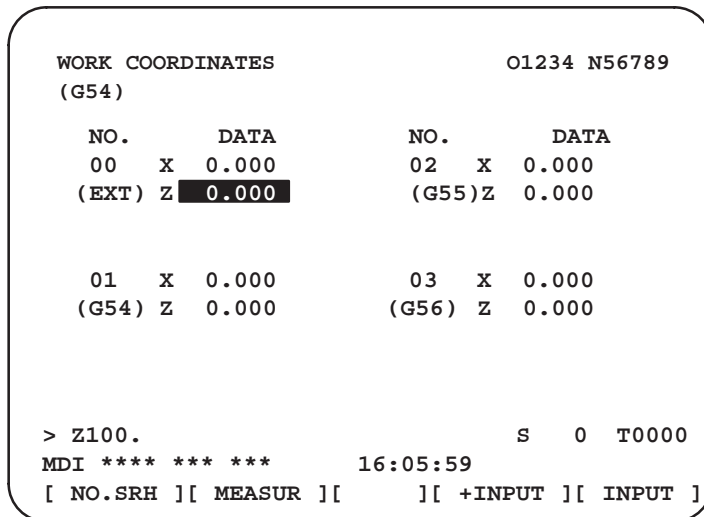 WORK COORDINATES O1234 N56789
(G54)
NO. DATA NO. DATA
00 X 0.000 02 X 0.000
(EXT) Z 0.000 (G55)Z 0.000
01 X 0.000 03 X 0.000
(G54) Z 0.000 (G56) Z 0.000
> Z100. S 0 T0000
MDI **** *** *** 16:05:59
[ NO.SRH ][ MEASUR ][ ][ +INPUT ][ INPUT ]